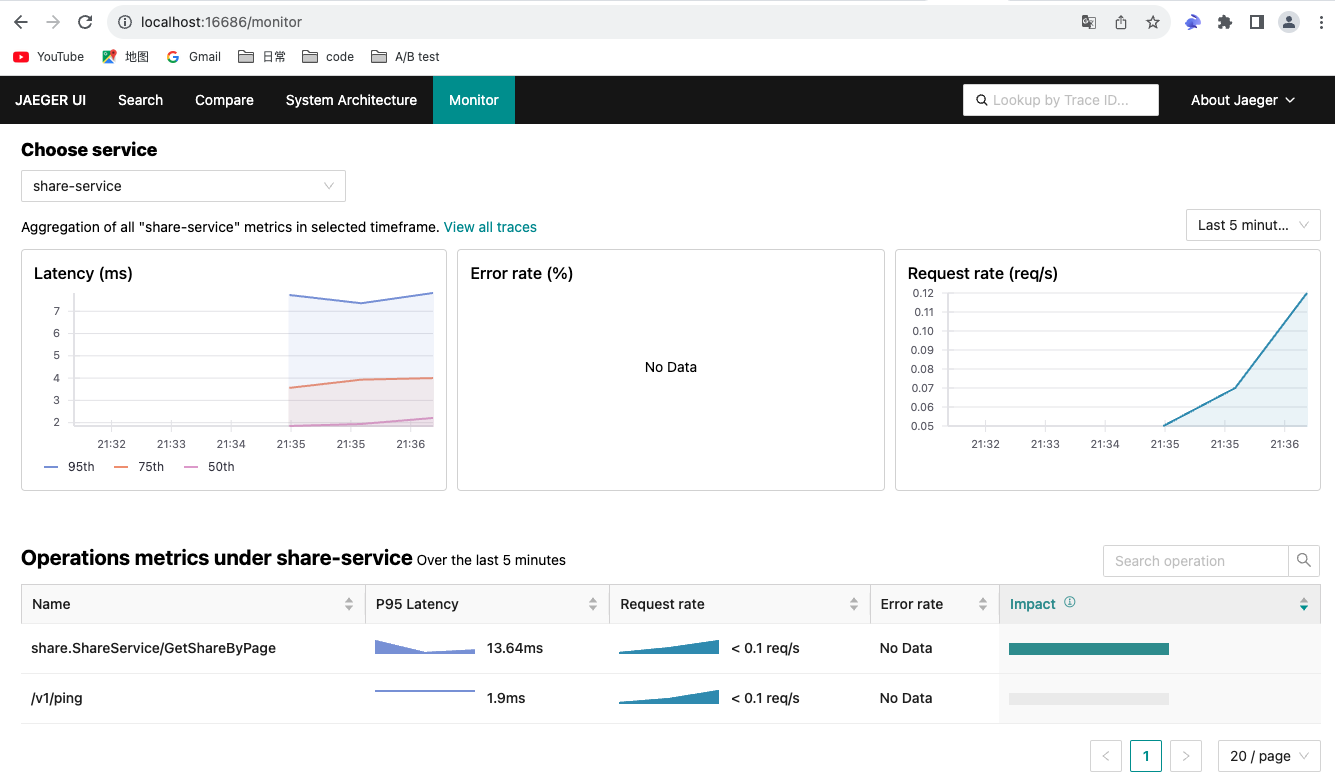 localhost:16686/monitor
YouTube 地图 Gmail 日常 code A/B test
JAEGER UI Search Compare System Architecture Monitor Lookup by Trace ID... About Jaeger
Choose service
share-service
Aggregation of all "share-service" metrics in selected timeframe. View all traces Last 5 minut...
Latency (ms)
7
6
5
4
3
2
21:32 21:33 21:34 21:35 21:35 21:36
95th 75th 50th
Error rate (%)
No Data
Request rate (req/s)
0.12
0.11
0.10
0.09
0.08
0.07
0.06
0.05
21:32 21:33 21:34 21:35 21:35 21:36
Operations metrics under share-service Over the last 5 minutes Search operation
Name P95 Latency Request rate Error rate Impact
share.ShareService/GetShareByPage 13.64ms < 0.1 req/s No Data
/v1/ping 1.9ms < 0.1 req/s No Data
< 1 > 20 / page